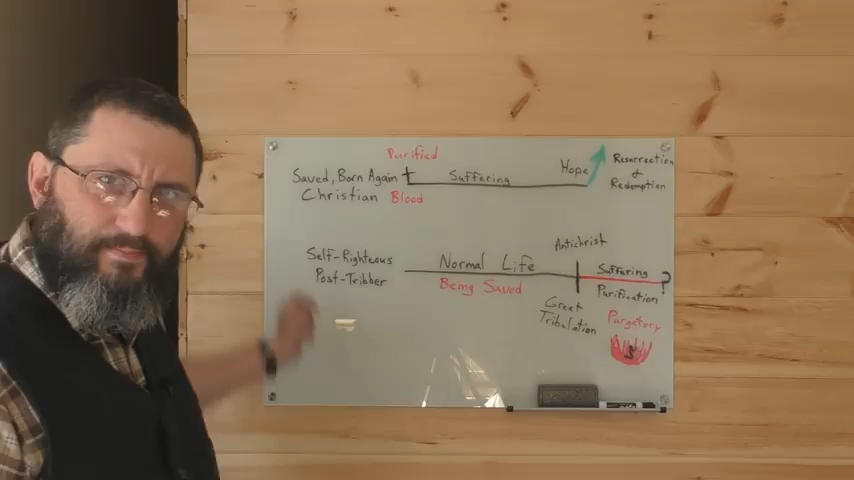 Purified
Saved, Born Again Suffering Hope Resurrection
Christian Blood & Redemption
Antichrist
Self-Righteous Normal Life Suffering ?
Post-Tribber Being Saved Purification
Great
Tribulation Purgatory